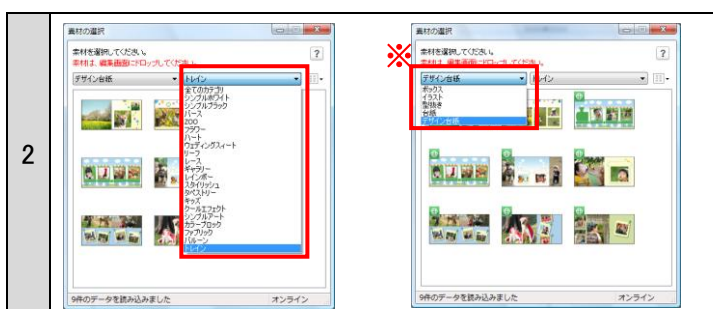 2
素材の選択
素材を選択してください。
素材は、編集画面にドロップしてください。
?
デザイン台紙
トレイン
全てのカテゴリ
シンプルホワイト
シンプルブラック
バース
ZOO
フラワー
ハート
ウェディングスイート
リーフ
レース
ギャラリー
レインボー
スタイリッシュ
タペストリー
キッズ
クールエフェクト
シンプルアート
カラーブロック
ファブリック
バルーン
トレイン
9件のデータを読み込みました
オンライン
※
素材の選択
素材を選択してください。
素材は、編集画面にドロップしてください。
?
デザイン台紙
トレイン
ボックス
イラスト
型抜き
台紙
デザイン台紙
9件のデータを読み込みました
オンライン